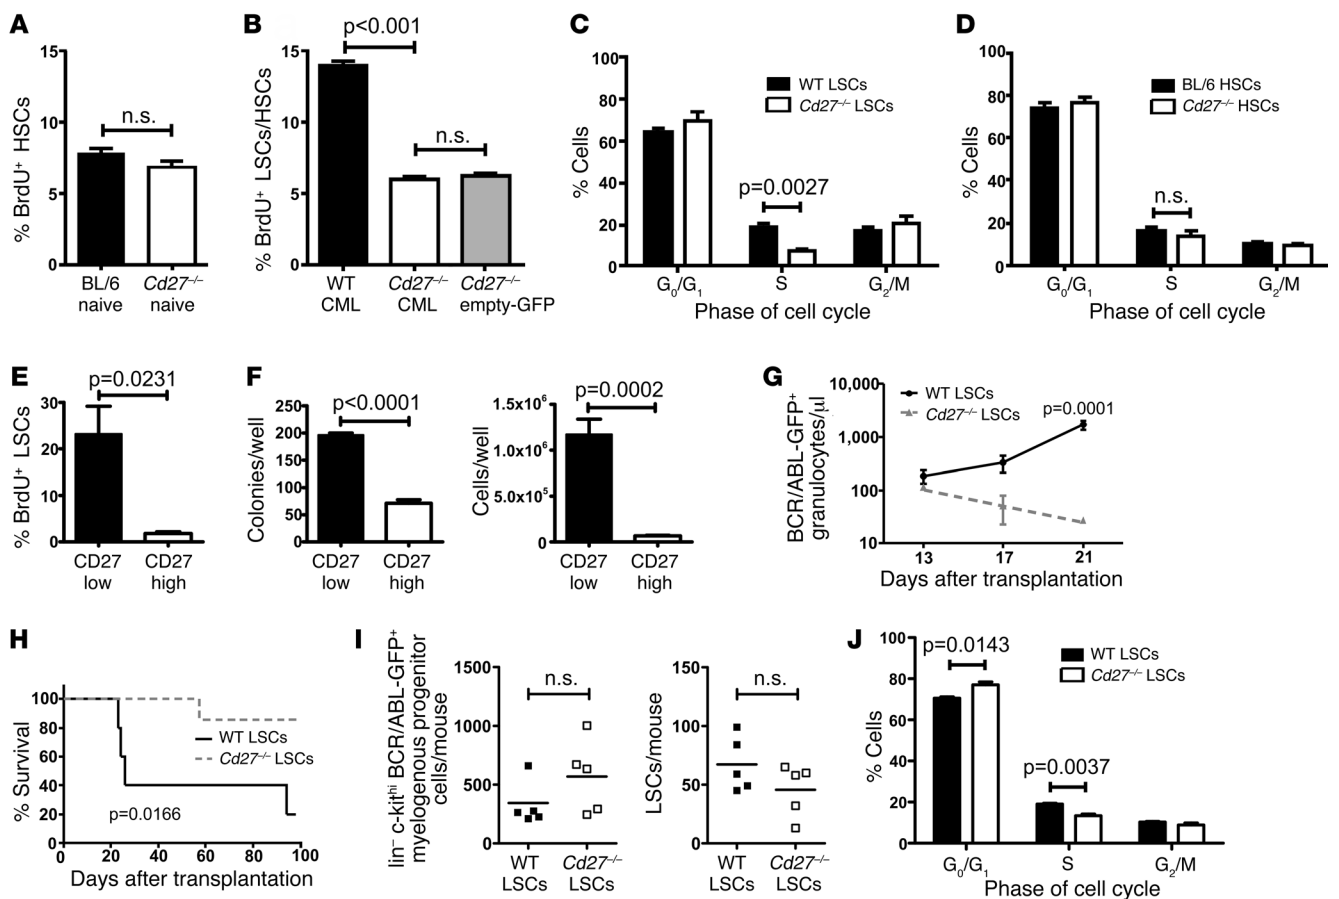 A
% BrdU⁺ HSCs
15
10
5
0
n.s.
BL/6
naive
Cd27⁻/⁻
naive
B
% BrdU⁺ LSCs/HSCs
15
10
5
0
p<0.001
n.s.
WT
CML
Cd27⁻/⁻
CML
Cd27⁻/⁻
empty-GFP
C
% Cells
100
80
60
40
20
0
WT LSCs
Cd27⁻/⁻ LSCs
p=0.0027
G₀/G₁
S
G₂/M
Phase of cell cycle
D
% Cells
100
80
60
40
20
0
BL/6 HSCs
Cd27⁻/⁻ HSCs
n.s.
G₀/G₁
S
G₂/M
Phase of cell cycle
E
% BrdU⁺ LSCs
30
20
10
0
p=0.0231
CD27
low
CD27
high
F
Colonies/well
250
200
150
100
50
0
p<0.0001
CD27
low
CD27
high
Cells/well
1.5x10⁶
1.0x10⁶
5.0x10⁵
0
p=0.0002
CD27
low
CD27
high
G
BCR/ABL-GFP⁺
granulocytes/µl
10,000
1,000
100
10
WT LSCs
Cd27⁻/⁻ LSCs
p=0.0001
13
17
21
Days after transplantation
H
% Survival
100
80
60
40
20
0
WT LSCs
Cd27⁻/⁻ LSCs
p=0.0166
0
20
40
60
80
100
Days after transplantation
I
lin⁻ c-kitʰⁱ BCR/ABL-GFP⁺
myelogenous progenitor
cells/mouse
1500
1000
500
0
n.s.
WT
LSCs
Cd27⁻/⁻
LSCs
LSCs/mouse
150
100
50
0
n.s.
WT
LSCs
Cd27⁻/⁻
LSCs
J
% Cells
100
80
60
40
20
0
p=0.0143
WT LSCs
Cd27⁻/⁻ LSCs
p=0.0037
G₀/G₁
S
G₂/M
Phase of cell cycle